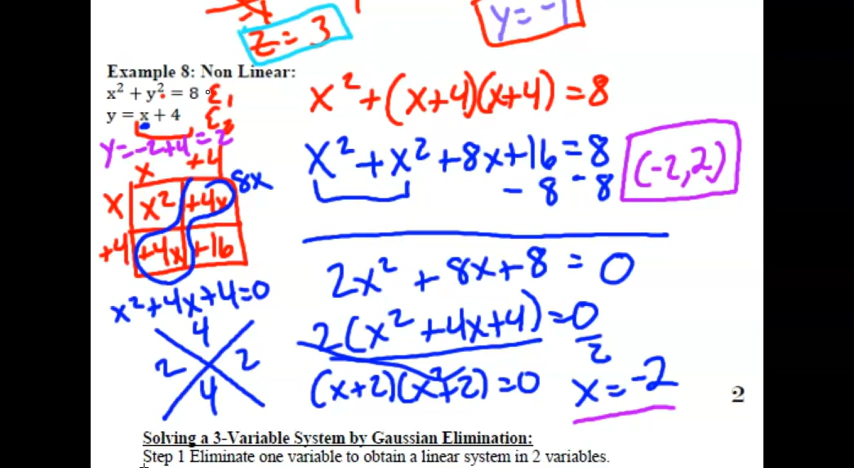 z = 3
y = -1
Example 8: Non Linear:
x² + y² = 8 E₁
y = x + 4 E₂
y = -2+4 = 2
x² + (x+4)(x+4) = 8
x² + x² + 8x + 16 = 8
- 8 - 8
(-2, 2)
x +4
8x
x x² +4x
+4 +4x +16
2x² + 8x + 8 = 0
x² + 4x + 4 = 0
2(x² + 4x + 4) = 0
2
4
2 2
4
(x+2)(x+2) = 0
x = -2
2
Solving a 3-Variable System by Gaussian Elimination:
Step 1 Eliminate one variable to obtain a linear system in 2 variables.